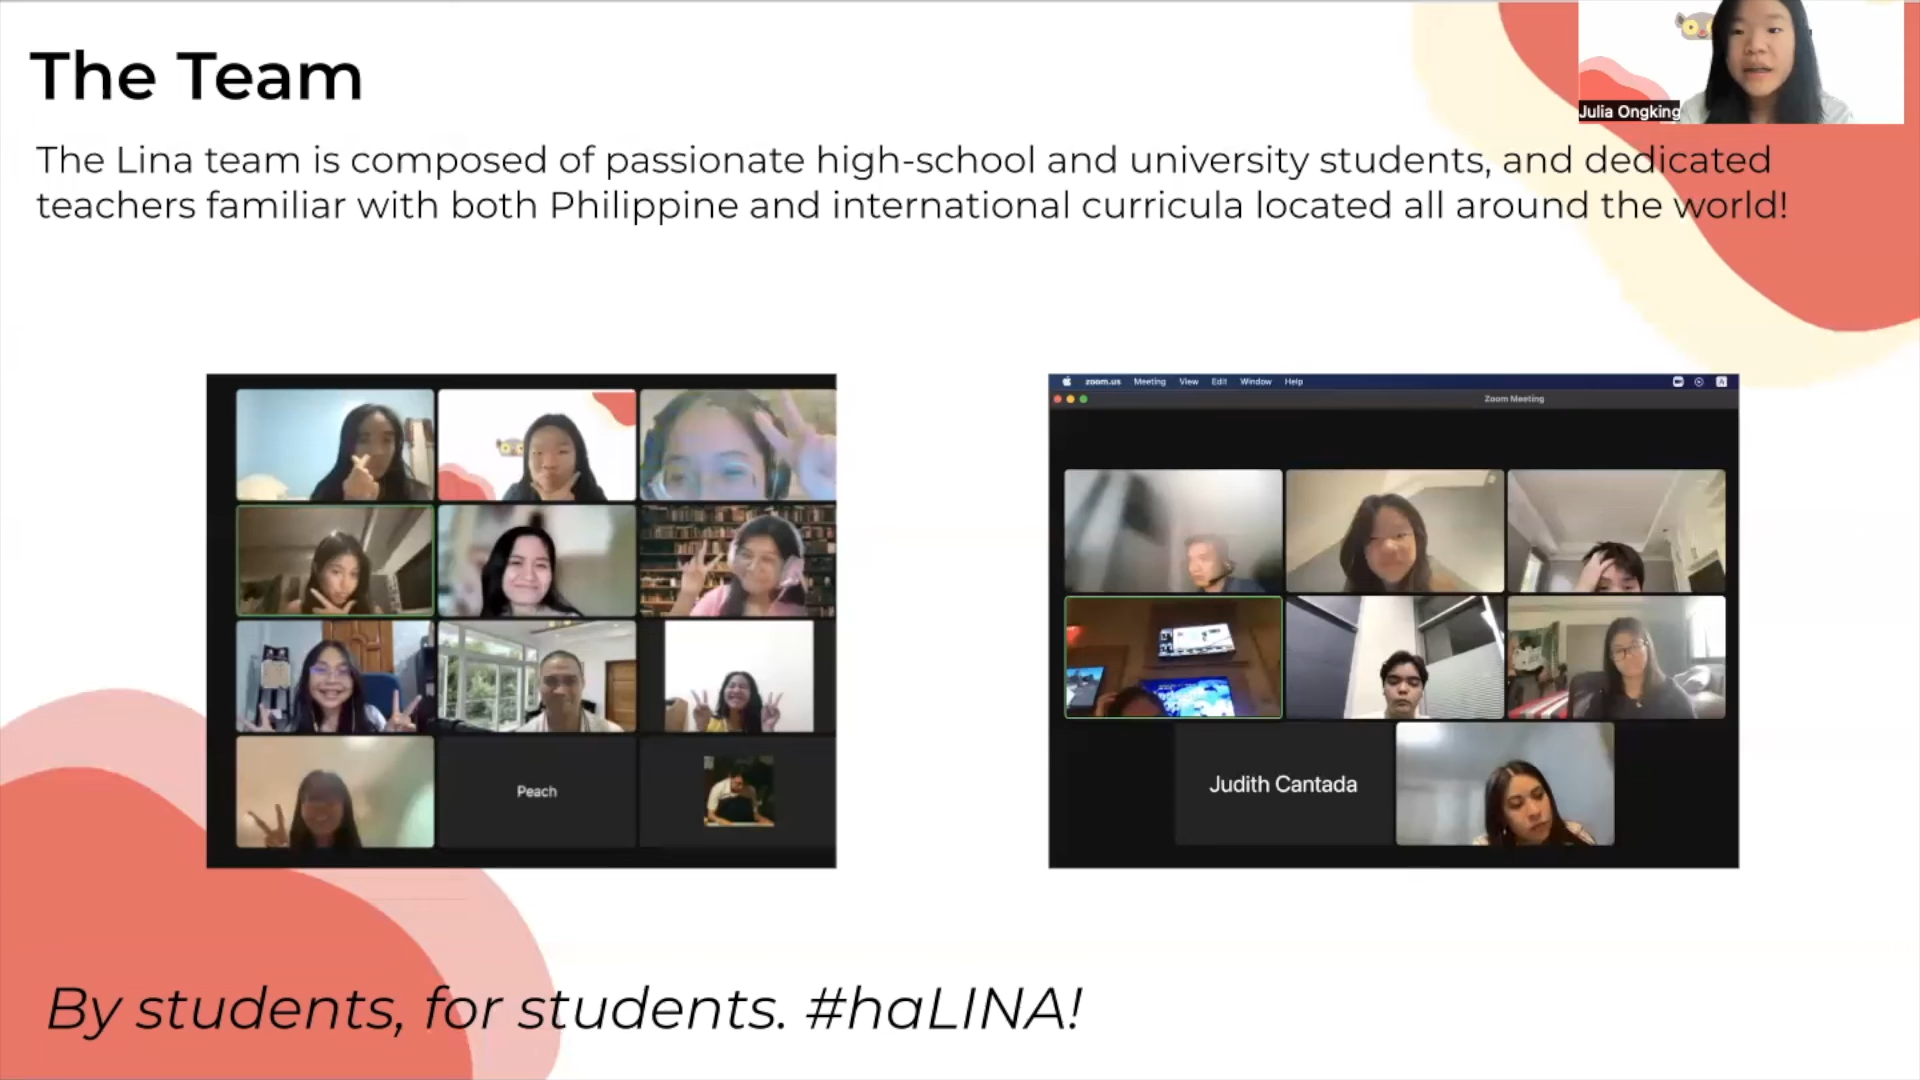 The Team
Julia Ongking
The Lina team is composed of passionate high-school and university students, and dedicated
teachers familiar with both Philippine and international curricula located all around the world!
zoom.us Meeting View Edit Window Help
Zoom Meeting
Peach
Judith Cantada
By students, for students. #haLINA!